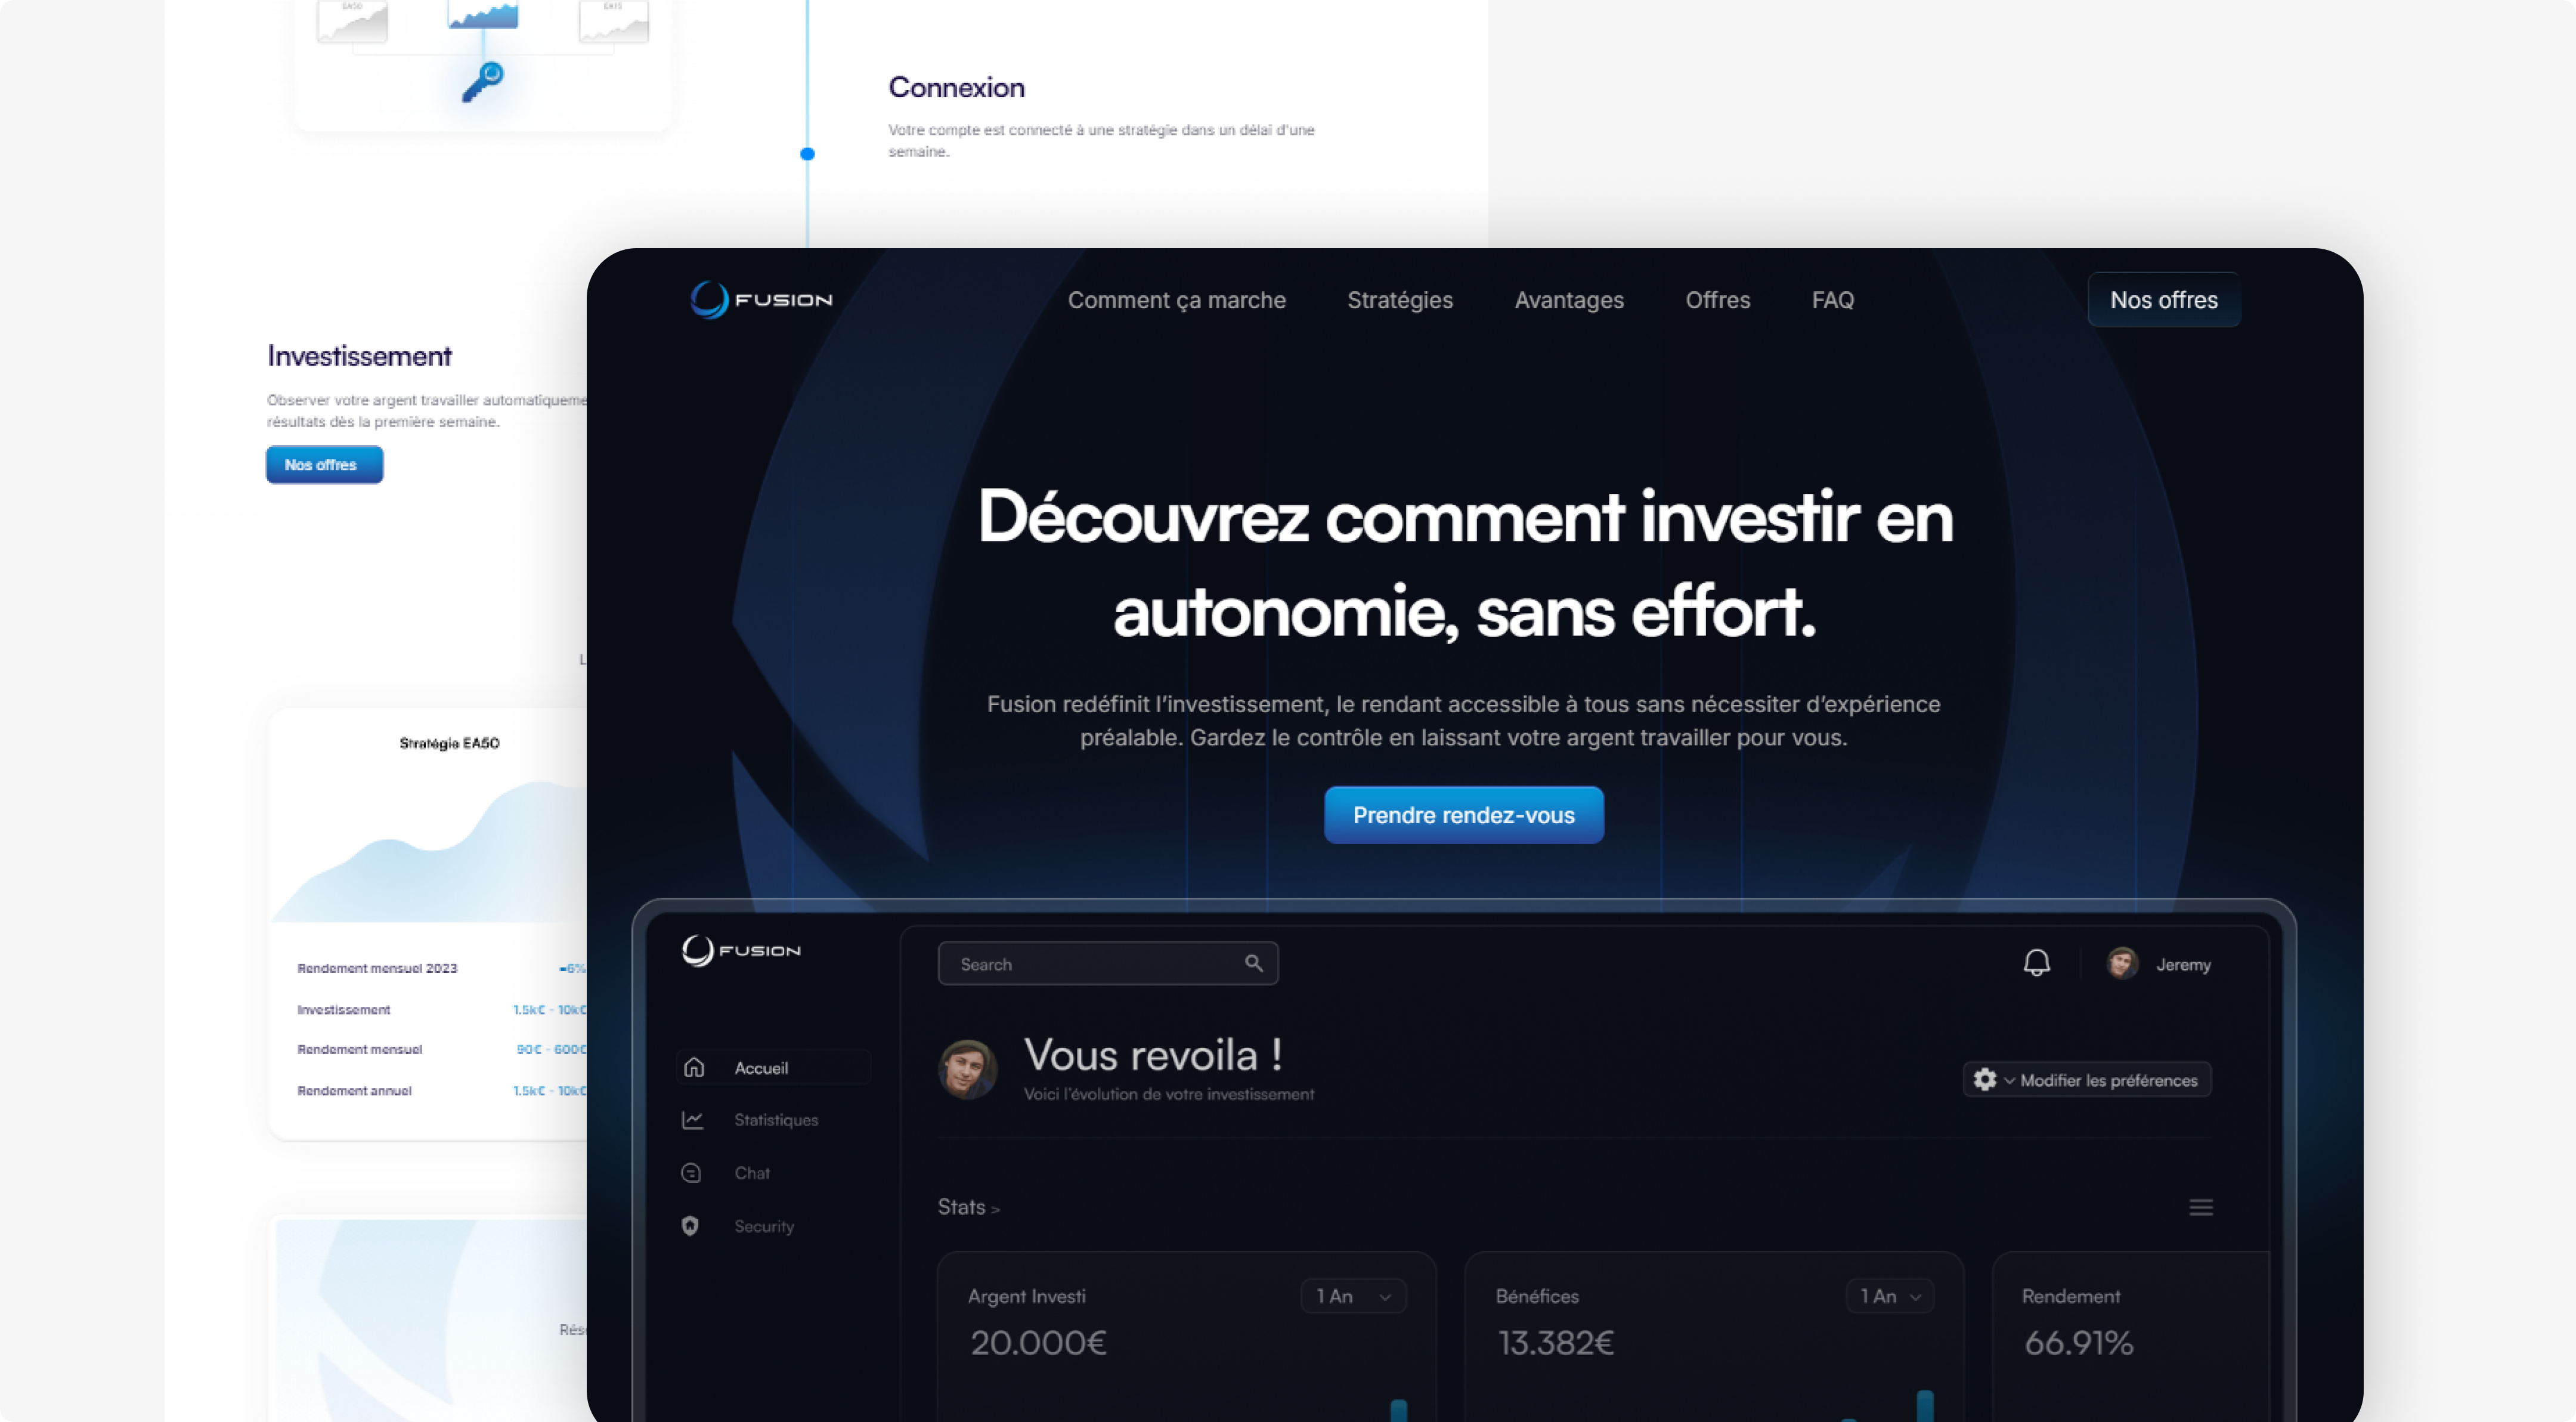 EA50
EA15
Connexion
Votre compte est connecté à une stratégie dans un délai d'une
semaine.
Investissement
Observer votre argent travailler
résultats dès la première semaine.
Nos offres
Stratégie EA50
Rendement mensuel 2023
Investissement
1.5k€ - 10k€
Rendement mensuel
90€ - 600€
Rendement annuel
1.5k€ - 10k€
FUSION
Comment ça marche
Stratégies
Avantages
Offres
FAQ
Nos offres
Découvrez comment investir en
autonomie, sans effort.
Fusion redéfinit l’investissement, le rendant accessible à tous sans nécessiter d’expérience
préalable. Gardez le contrôle en laissant votre argent travailler pour vous.
Prendre rendez-vous
FUSION
Search
Jeremy
Accueil
Statistiques
Chat
Security
Vous revoila !
Voici l'évolution de votre investissement
Modifier les préférences
Stats >
Argent Investi
1 An
20.000€
Bénéfices
1 An
13.382€
Rendement
66.91%